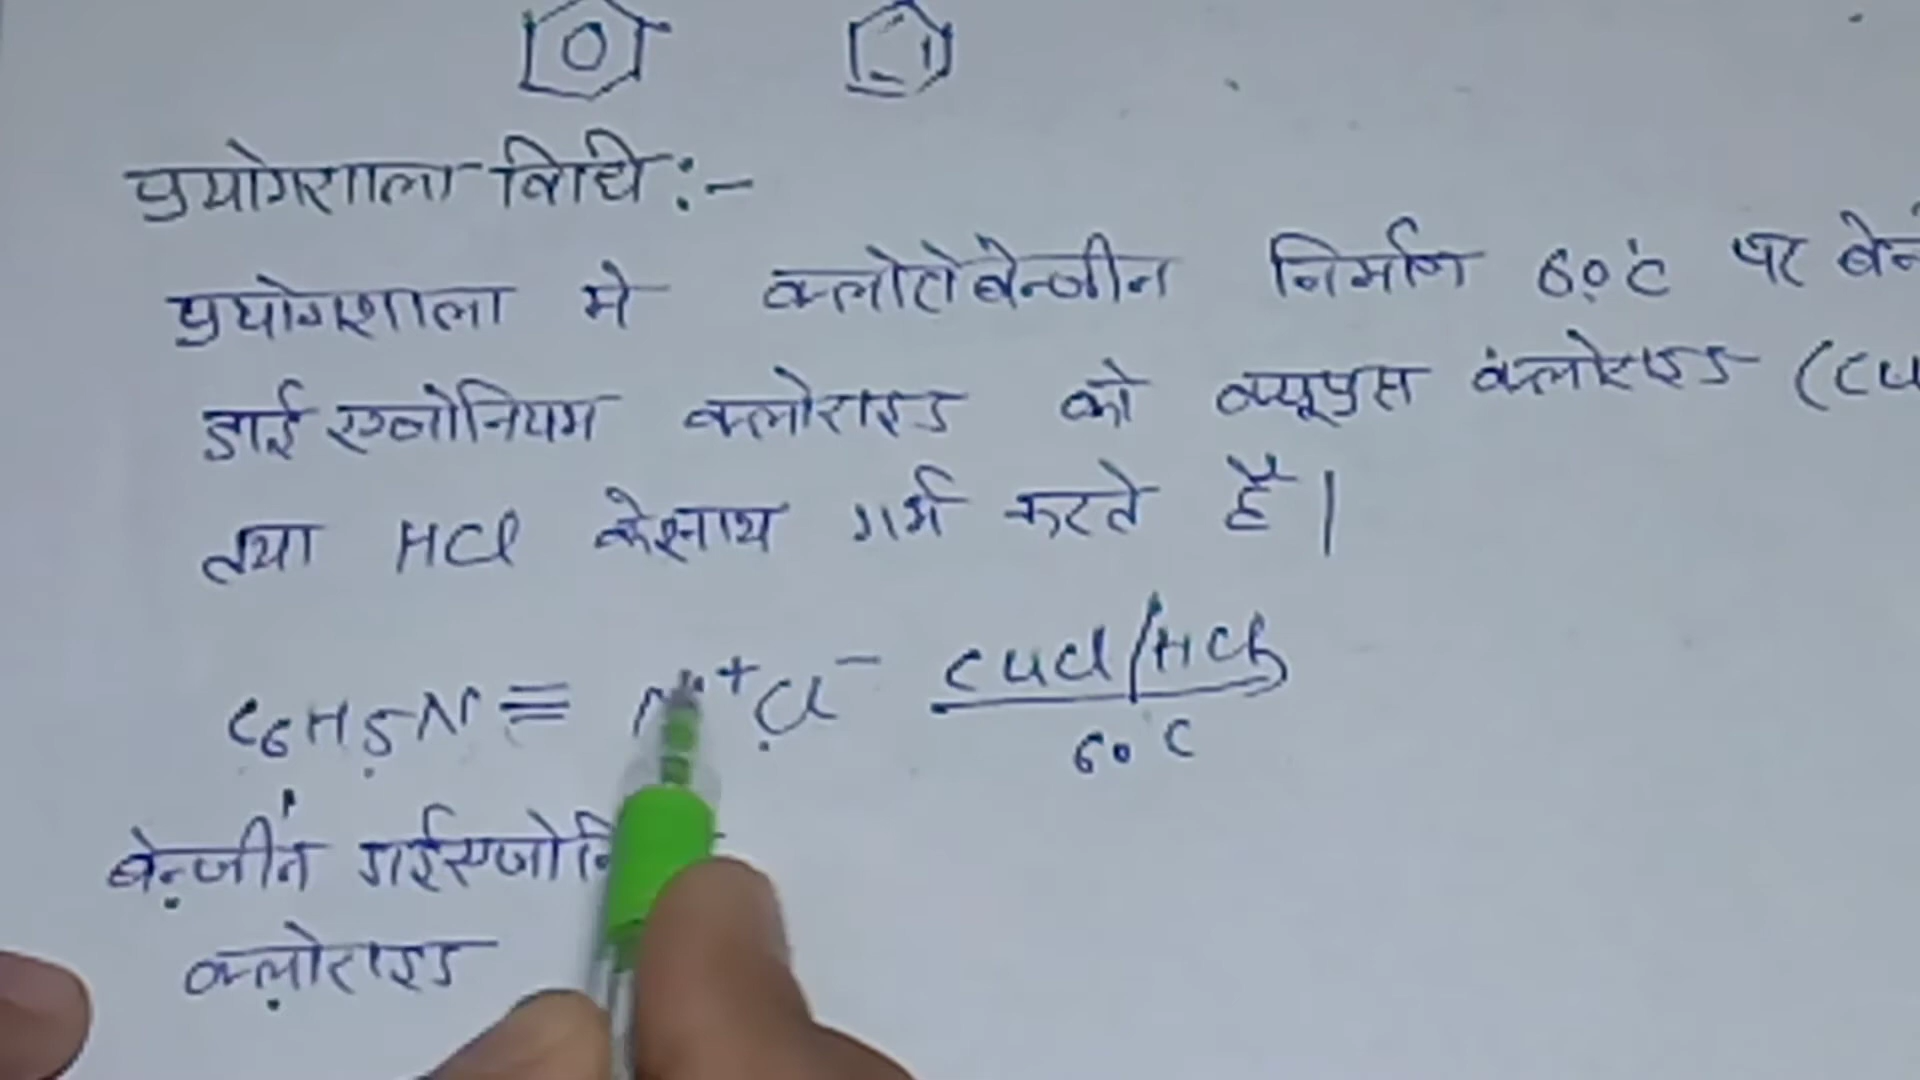 प्रयोगशाला विधि :-
प्रयोगशाला मे क्लोरोबेन्जीन निर्माण 60°C पर
डाईएजोनियम क्लोराइड को क्यूप्रस क्लोराइड (Cu
तथा HCl केसाथ गर्म करते है।
C6H5N ≡ N+Cl- CuCl/HCl
60°C
बेन्जीन
क्लोराइड